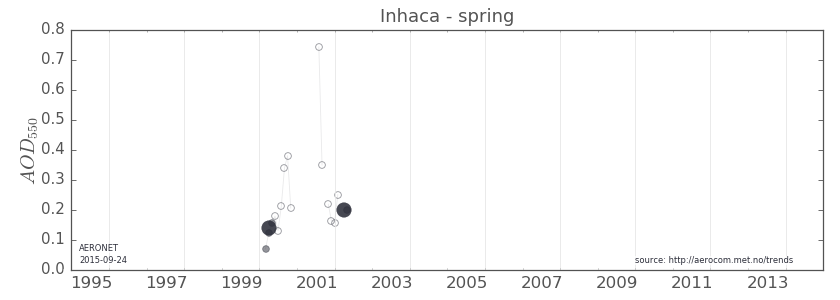 Inhaca - spring
0.8
0.7
0.6
0.5
0.4
0.3
0.2
0.1
0.0
AOD550
AERONET
2015-09-24
source: http://aerocom.met.no/trends
1995 1997 1999 2001 2003 2005 2007 2009 2011 2013